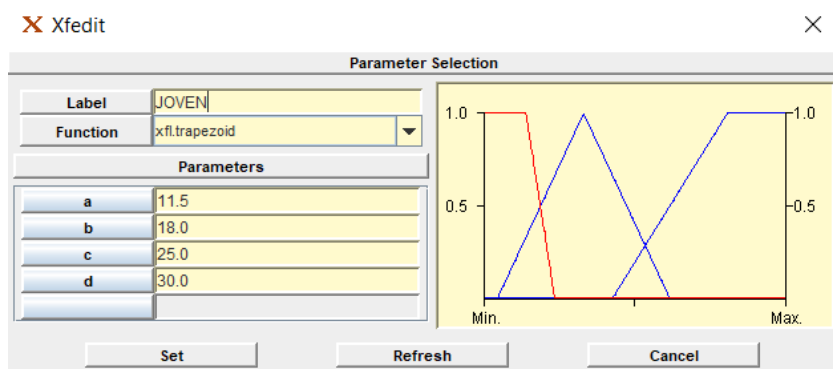 Xfedit
Parameter Selection
Label JOVEN
Function xfl.trapezoid
Parameters
a 11.5
b 18.0
c 25.0
d 30.0
1.0 1.0
0.5 0.5
Min. Max.
Set Refresh Cancel